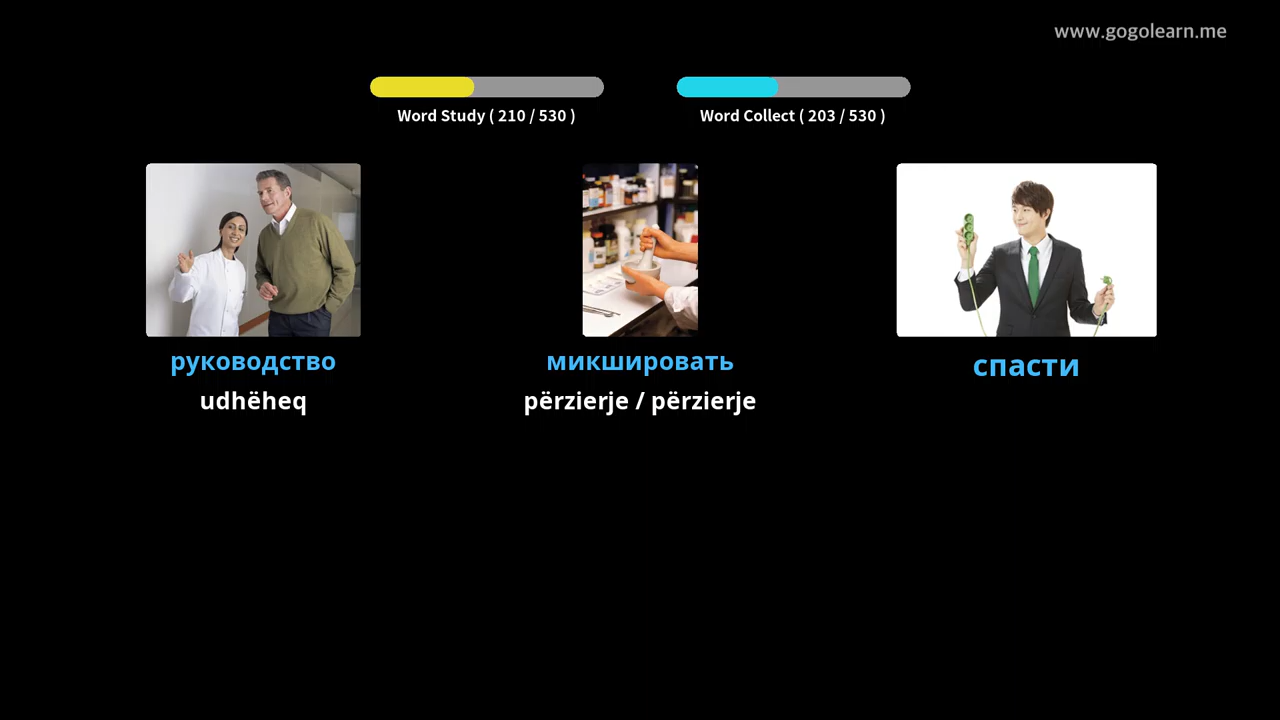 www.gogolearn.me
Word Study ( 210 / 530 )
Word Collect ( 203 / 530 )
руководство
микшировать
спасти
udhëheq
përzierje / përzierje